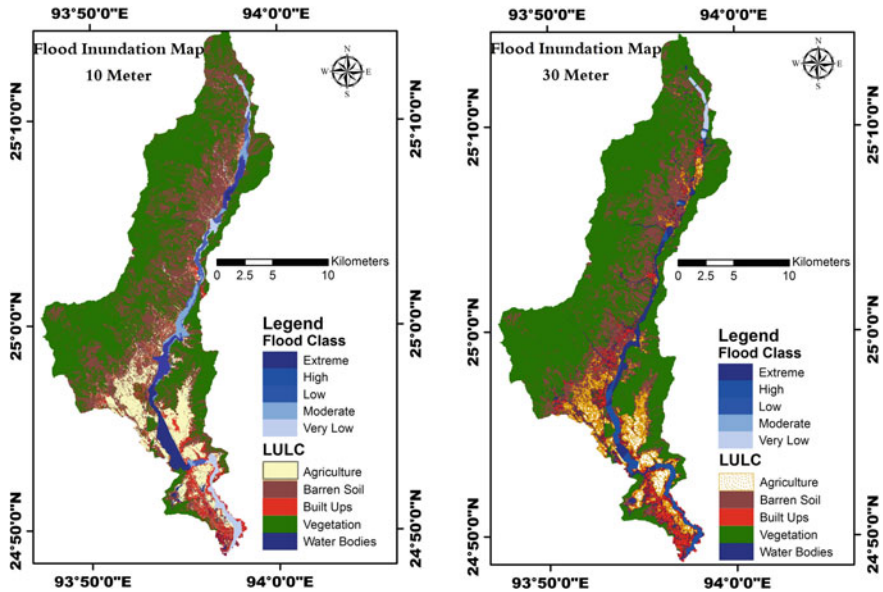 93°50'0"E
94°0'0"E
Flood Inundation Map
10 Meter
N
W
E
S
25°10'0"N
25°10'0"N
Kilometers
0 2.5 5 10
25°0'0"N
25°0'0"N
Legend
Flood Class
Extreme
High
Low
Moderate
Very Low
LULC
Agriculture
Barren Soil
Built Ups
Vegetation
Water Bodies
24°50'0"N
24°50'0"N
93°50'0"E
94°0'0"E
93°50'0"E
94°0'0"E
Flood Inundation Map
30 Meter
N
W
E
S
25°10'0"N
25°10'0"N
Kilometers
0 2.5 5 10
25°0'0"N
25°0'0"N
Legend
Flood Class
Extreme
High
Low
Moderate
Very Low
LULC
Agriculture
Barren Soil
Built Ups
Vegetation
Water Bodies
24°50'0"N
24°50'0"N
93°50'0"E
94°0'0"E